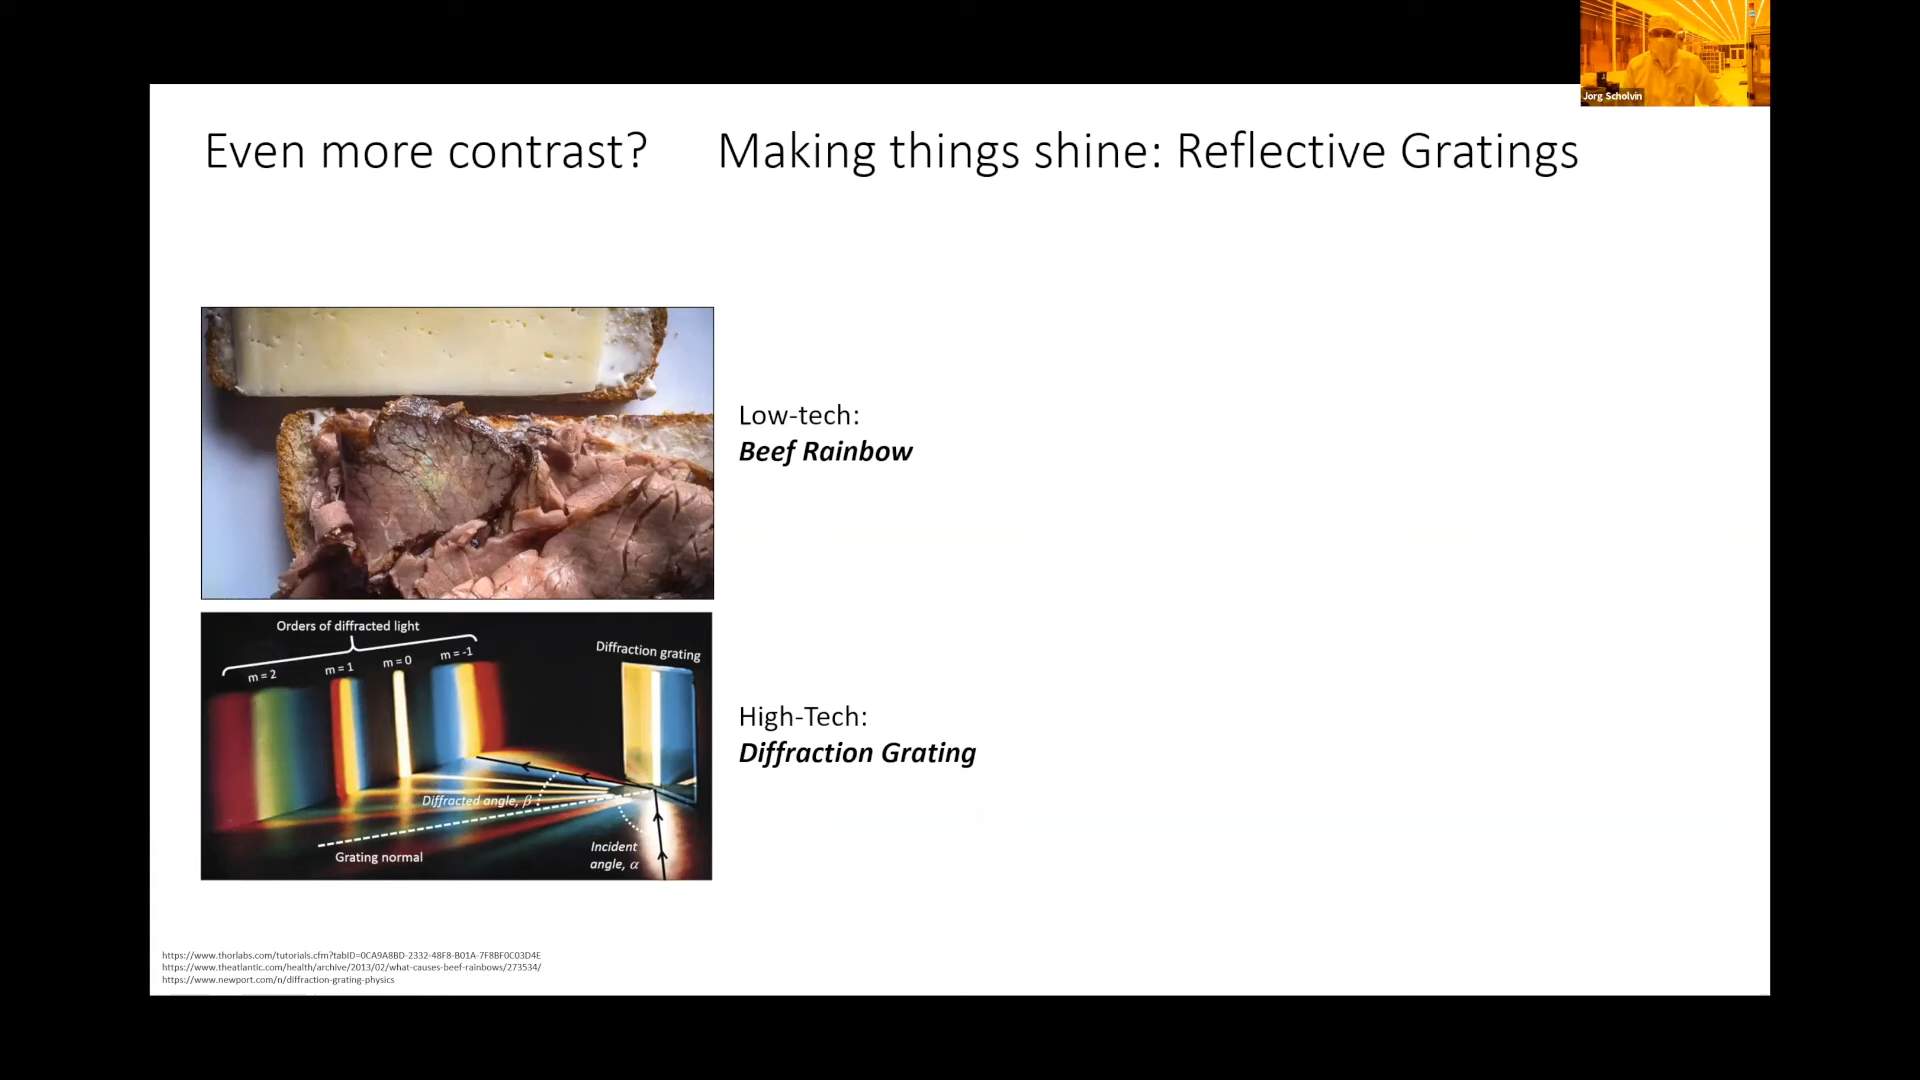 Jorg Scholvin
Even more contrast? Making things shine: Reflective Gratings
Low-tech:
Beef Rainbow
Orders of diffracted light
m = 2
m = 1
m = 0
m = -1
Diffraction grating
Diffracted angle, β
Grating normal
Incident
angle, α
High-Tech:
Diffraction Grating
https://www.thorlabs.com/tutorials.cfm?tabID=0CA9A8BD-2332-48F8-B01A-7F8BF0C03D4E
https://www.theatlantic.com/health/archive/2013/02/what-causes-beef-rainbows/273534/
https://www.newport.com/n/diffraction-grating-physics